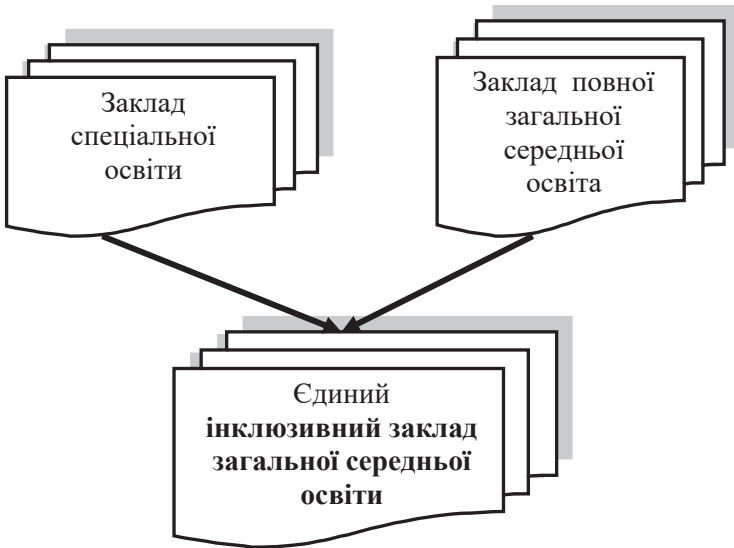 Заклад
спеціальної
освіти
Заклад повної
загальної
середньої
освіта
Єдиний
інклюзивний заклад
загальної середньої
освіти